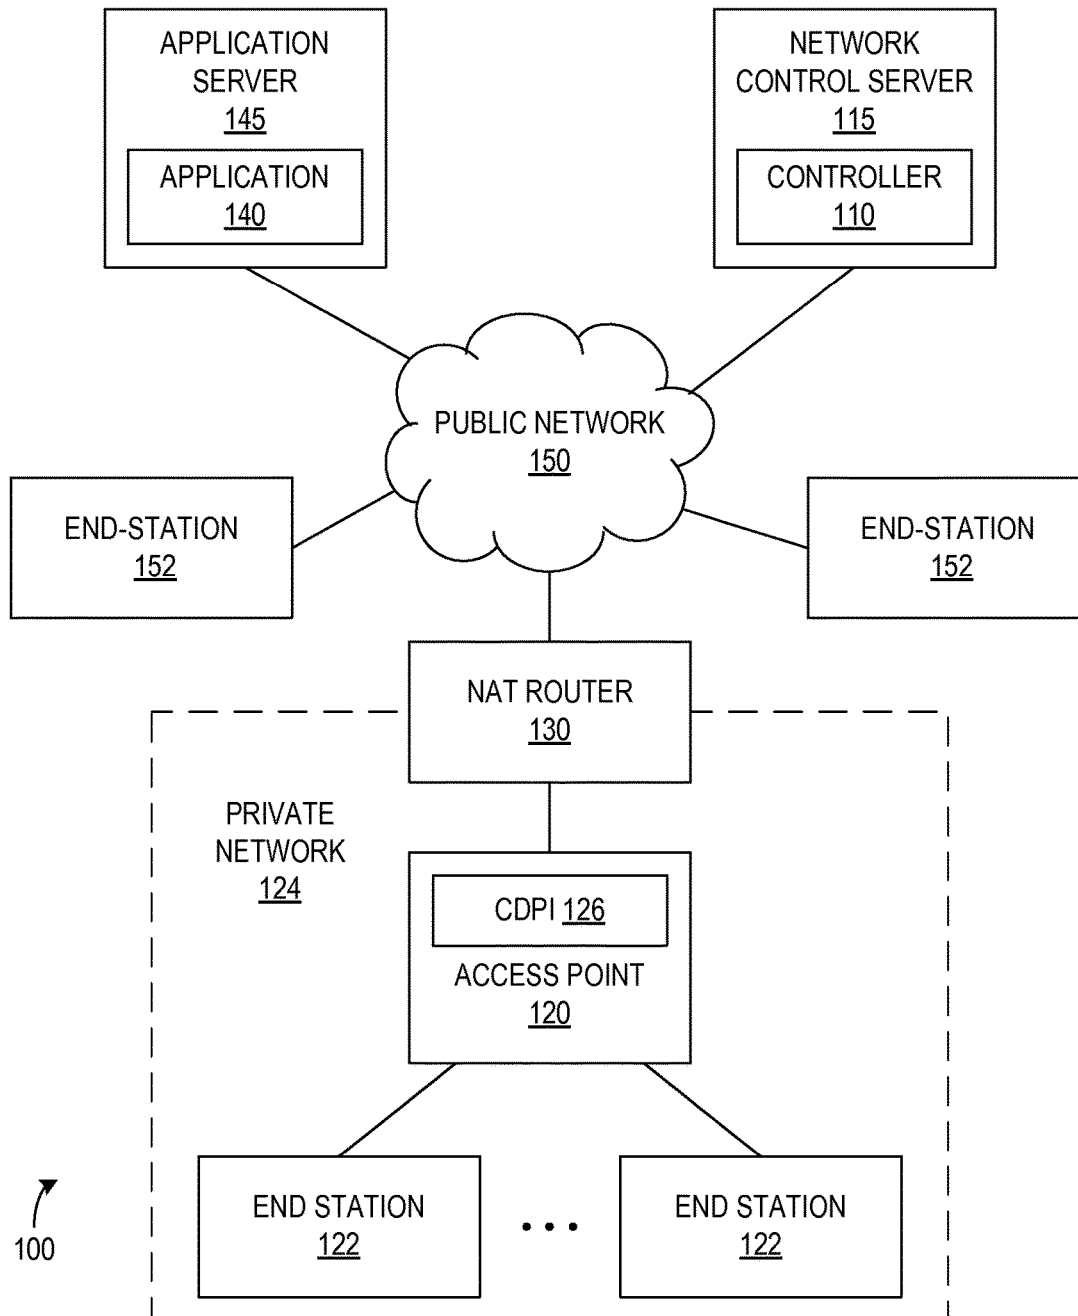 APPLICATION
SERVER
145
APPLICATION
140
NETWORK
CONTROL SERVER
115
CONTROLLER
110
PUBLIC NETWORK
150
END-STATION
152
END-STATION
152
NAT ROUTER
130
PRIVATE
NETWORK
124
CDPI 126
ACCESS POINT
120
END STATION
122
• • •
END STATION
122
100